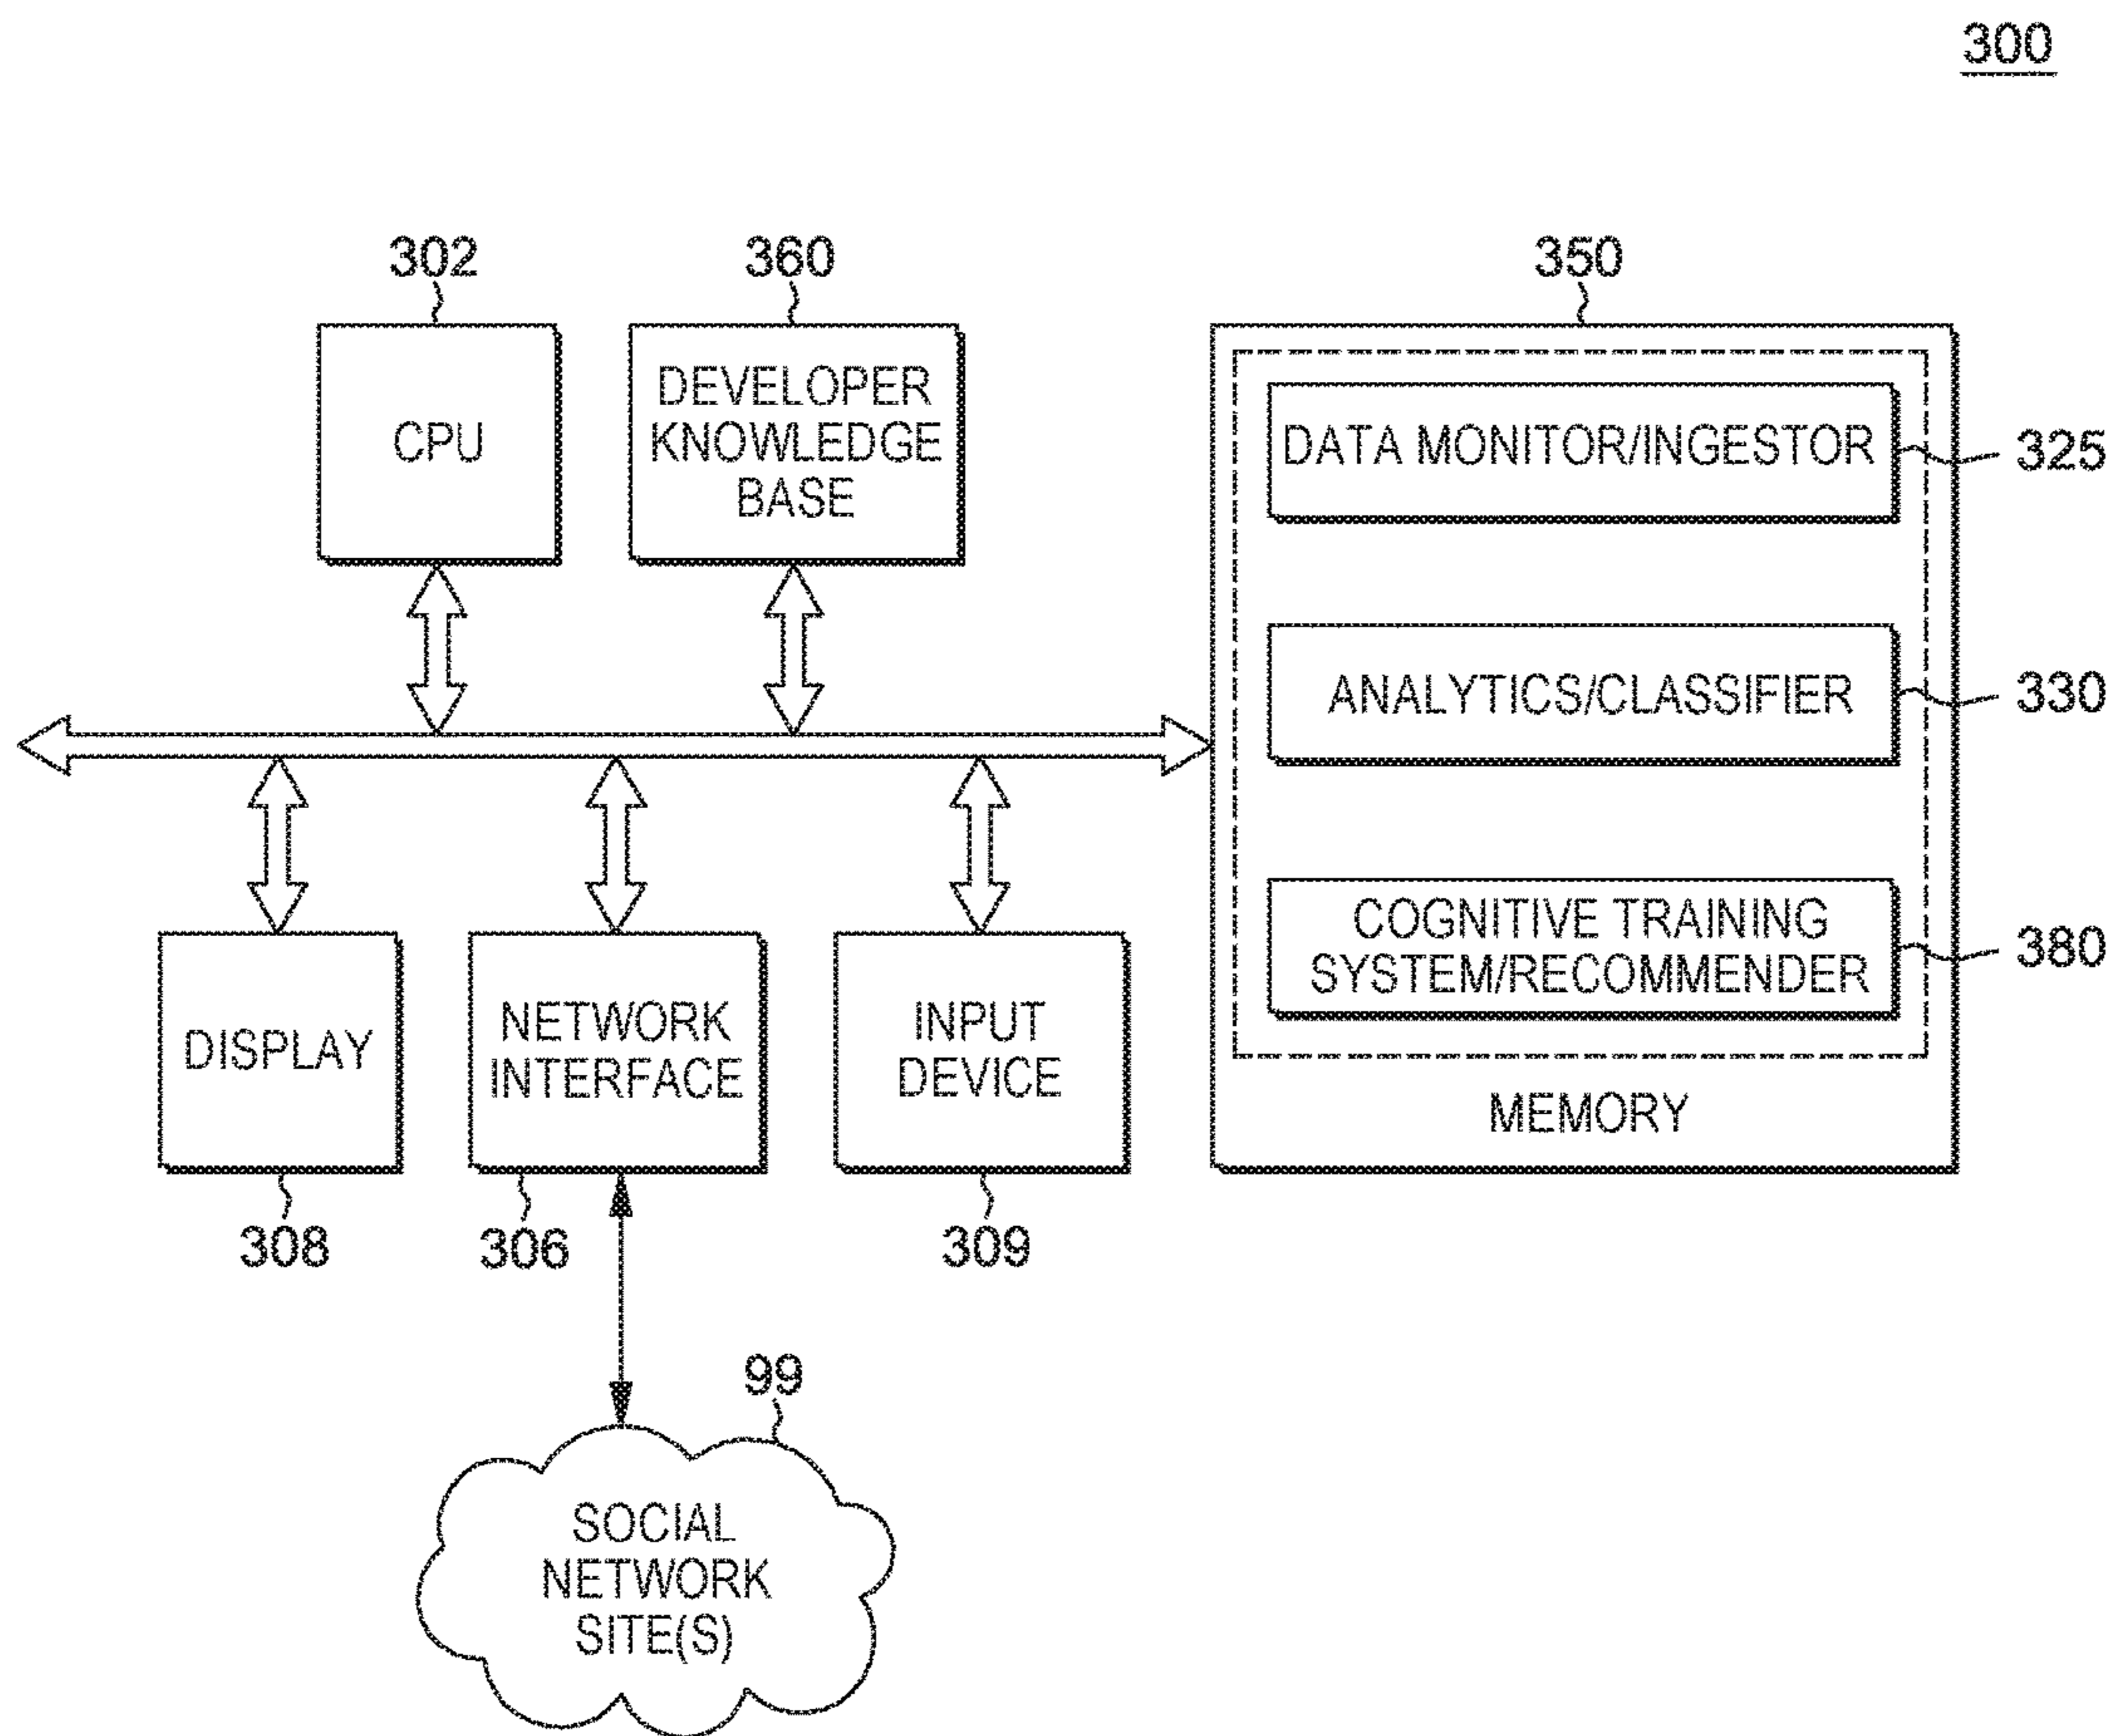 300
302
360
350
CPU
DEVELOPER
KNOWLEDGE
BASE
DATA MONITOR/INGESTOR
325
ANALYTICS/CLASSIFIER
330
COGNITIVE TRAINING
SYSTEM/RECOMMENDER
380
MEMORY
DISPLAY
NETWORK
INTERFACE
INPUT
DEVICE
308
306
309
99
SOCIAL
NETWORK
SITE(S)